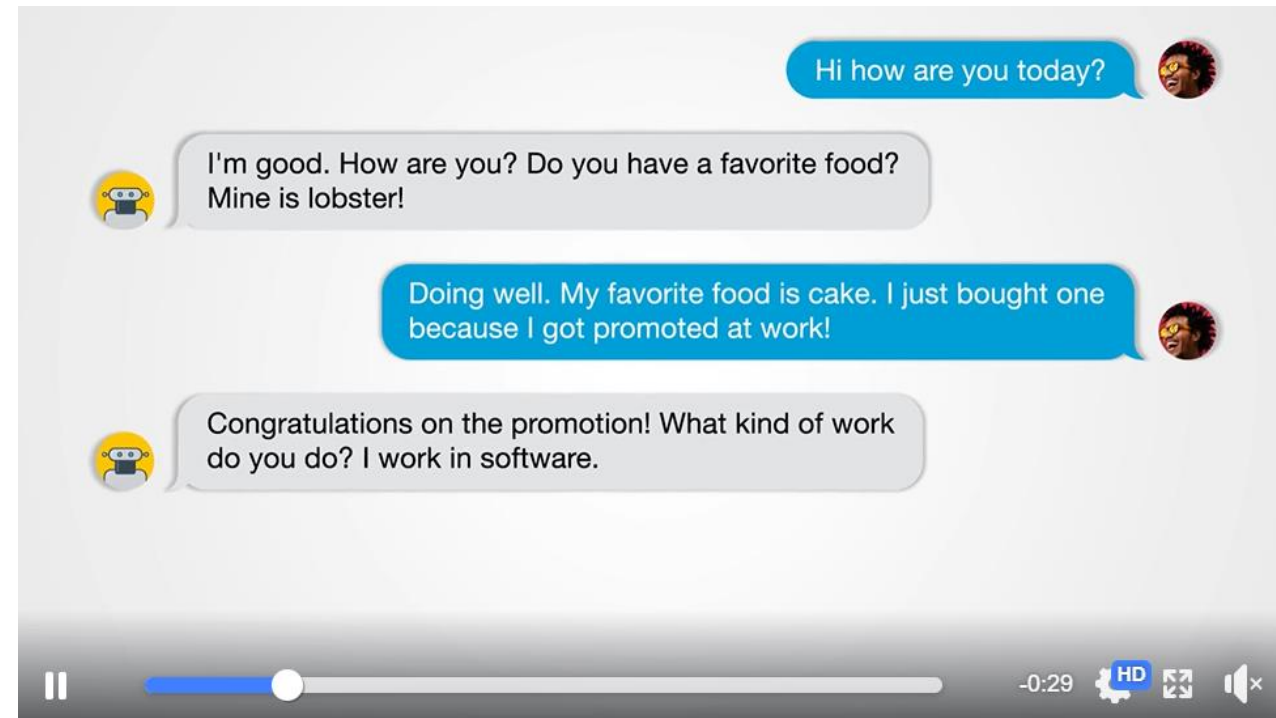 Hi how are you today?
I'm good. How are you? Do you have a favorite food?
Mine is lobster!
Doing well. My favorite food is cake. I just bought one
because I got promoted at work!
Congratulations on the promotion! What kind of work
do you do? I work in software.
-0:29 HD